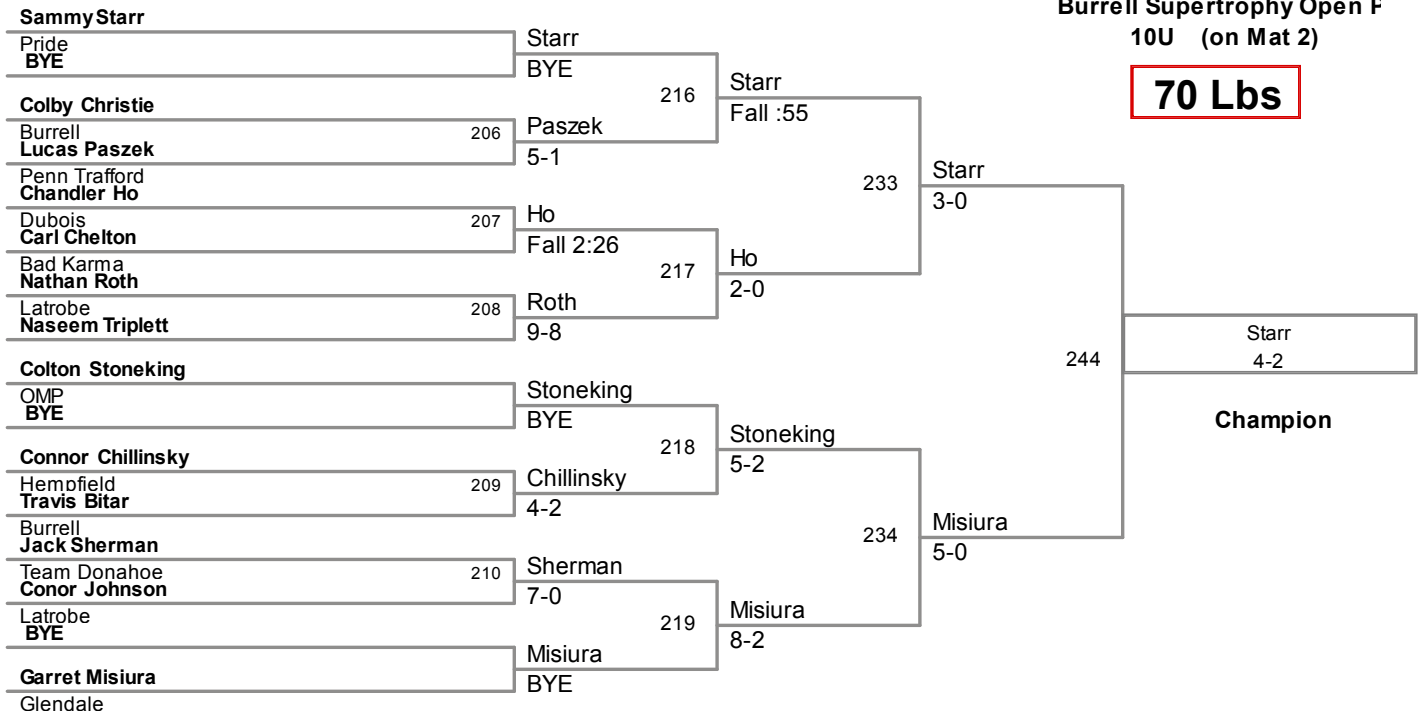 Burrell Supertrophy Open P
10U (on Mat 2)
70 Lbs
Sammy Starr
Pride
BYE
Colby Christie
Burrell
Lucas Paszek
Penn Trafford
Chandler Ho
Dubois
Carl Chelton
Bad Karma
Nathan Roth
Latrobe
Naseem Triplett
Colton Stoneking
OMP
BYE
Connor Chillinsky
Hempfield
Travis Bitar
Burrell
Jack Sherman
Team Donahoe
Conor Johnson
Latrobe
BYE
Garret Misiura
Glendale
206
207
208
209
210
Starr
BYE
Paszek
5-1
Ho
Fall 2:26
Roth
9-8
Stoneking
BYE
Chillinsky
4-2
Sherman
7-0
Misiura
BYE
216
217
218
219
Starr
Fall :55
Ho
2-0
Stoneking
5-2
Misiura
8-2
233
234
Starr
3-0
Misiura
5-0
244
Starr
4-2
Champion